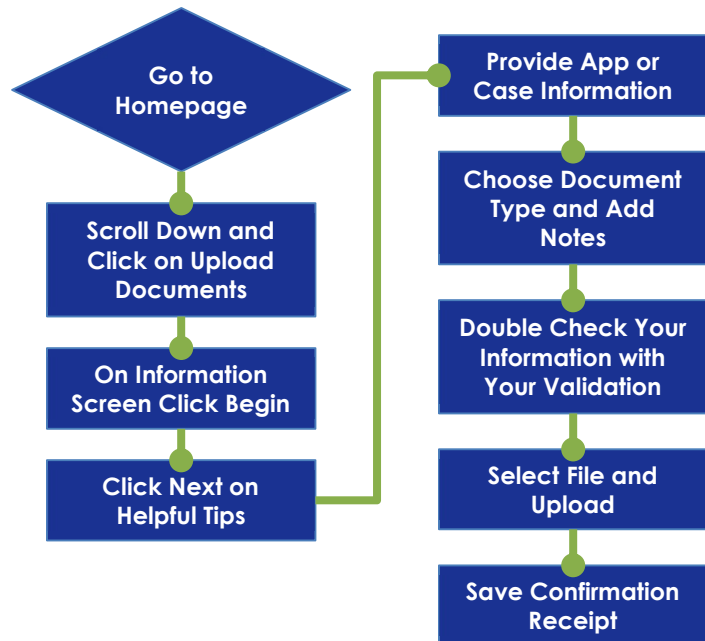 Go to
Homepage
Scroll Down and
Click on Upload
Documents
On Information
Screen Click Begin
Click Next on
Helpful Tips
Provide App or
Case Information
Choose Document
Type and Add
Notes
Double Check Your
Information with
Your Validation
Select File and
Upload
Save Confirmation
Receipt